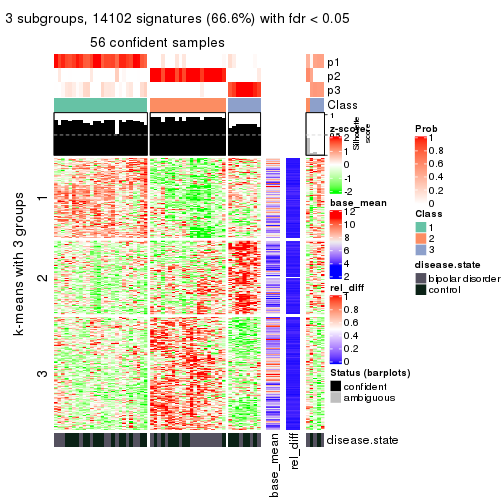 3 subgroups, 14102 signatures (66.6%) with fdr < 0.05
56 confident samples
p1
p2
p3
Class
1
Silhouette
score
z-score
2
1
0
-1
-2
base_mean
12
10
8
6
4
2
rel_diff
1
0.8
0.6
0.4
0.2
0
Status (barplots)
confident
ambiguous
Prob
1
0.8
0.6
0.4
0.2
0
Class
1
2
3
disease.state
bipolar disorder
control
k-means with 3 groups
1
2
3
disease.state
base_mean
rel_diff